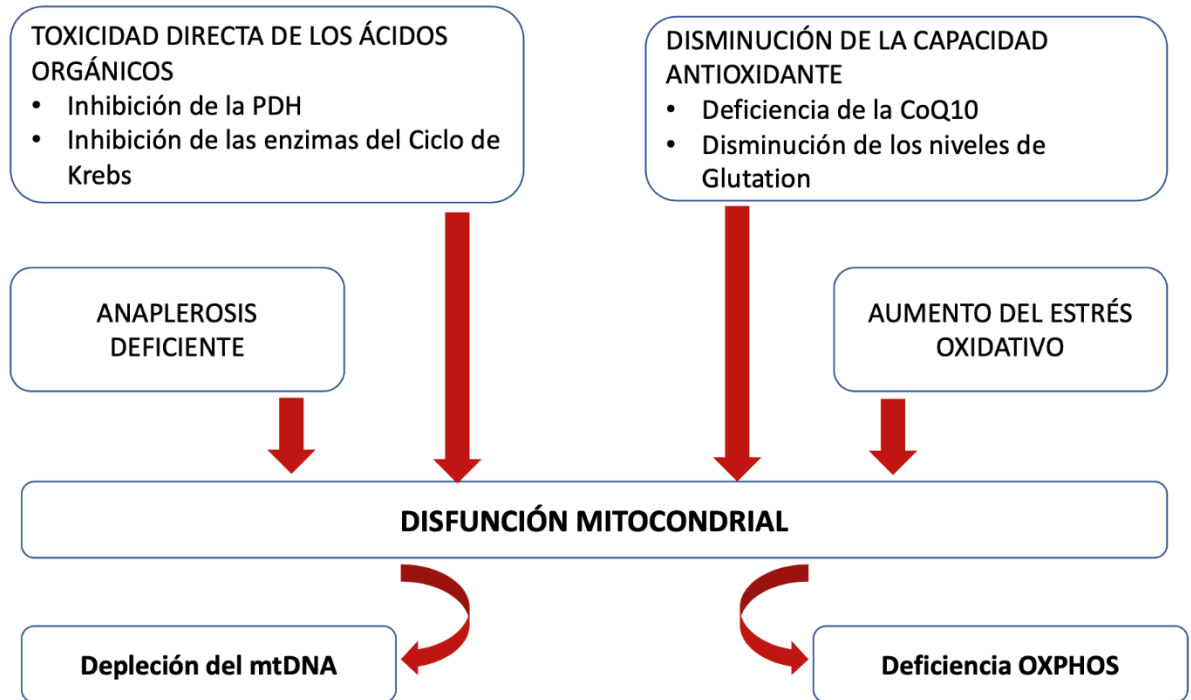 TOXICIDAD DIRECTA DE LOS ÁCIDOS
ORGÁNICOS
• Inhibición de la PDH
• Inhibición de las enzimas del Ciclo de
Krebs
DISMINUCIÓN DE LA CAPACIDAD
ANTIOXIDANTE
• Deficiencia de la CoQ10
• Disminución de los niveles de
Glutation
ANAPLEROSIS
DEFICIENTE
AUMENTO DEL ESTRÉS
OXIDATIVO
DISFUNCIÓN MITOCONDRIAL
Depleción del mtDNA
Deficiencia OXPHOS